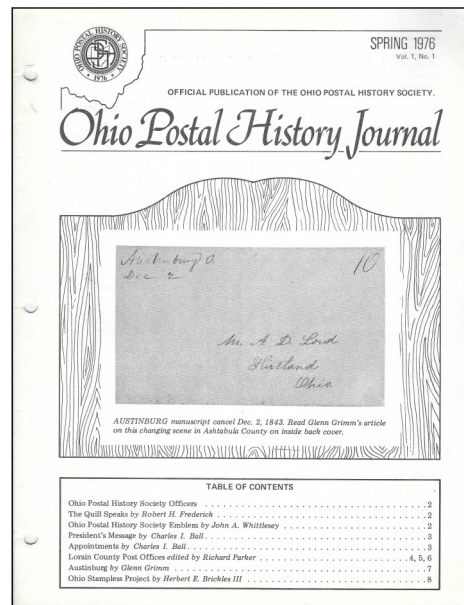 OHIO POSTAL HISTORY SOCIETY
• 1976 •
SPRING 1976
Vol. 1, No. 1
OFFICIAL PUBLICATION OF THE OHIO POSTAL HISTORY SOCIETY.
Ohio Postal History Journal
Austinburg O.
Dec 2
10
Mr. A. D. Lord
Kirtland
Ohio.
AUSTINBURG manuscript cancel Dec. 2, 1843. Read Glenn Grimm's article
on this changing scene in Ashtabula County on inside back cover.
TABLE OF CONTENTS
Ohio Postal History Society Officers . . . 2
The Quill Speaks by Robert H. Frederick . . . 2
Ohio Postal History Society Emblem by John A. Whittlesey . . . 2
President's Message by Charles I. Ball . . . 3
Appointments by Charles I. Ball . . . 3
Lorain County Post Offices edited by Richard Parker . . . 4, 5, 6
Austinburg by Glenn Grimm . . . 7
Ohio Stampless Project by Herbert E. Brickles III . . . 8